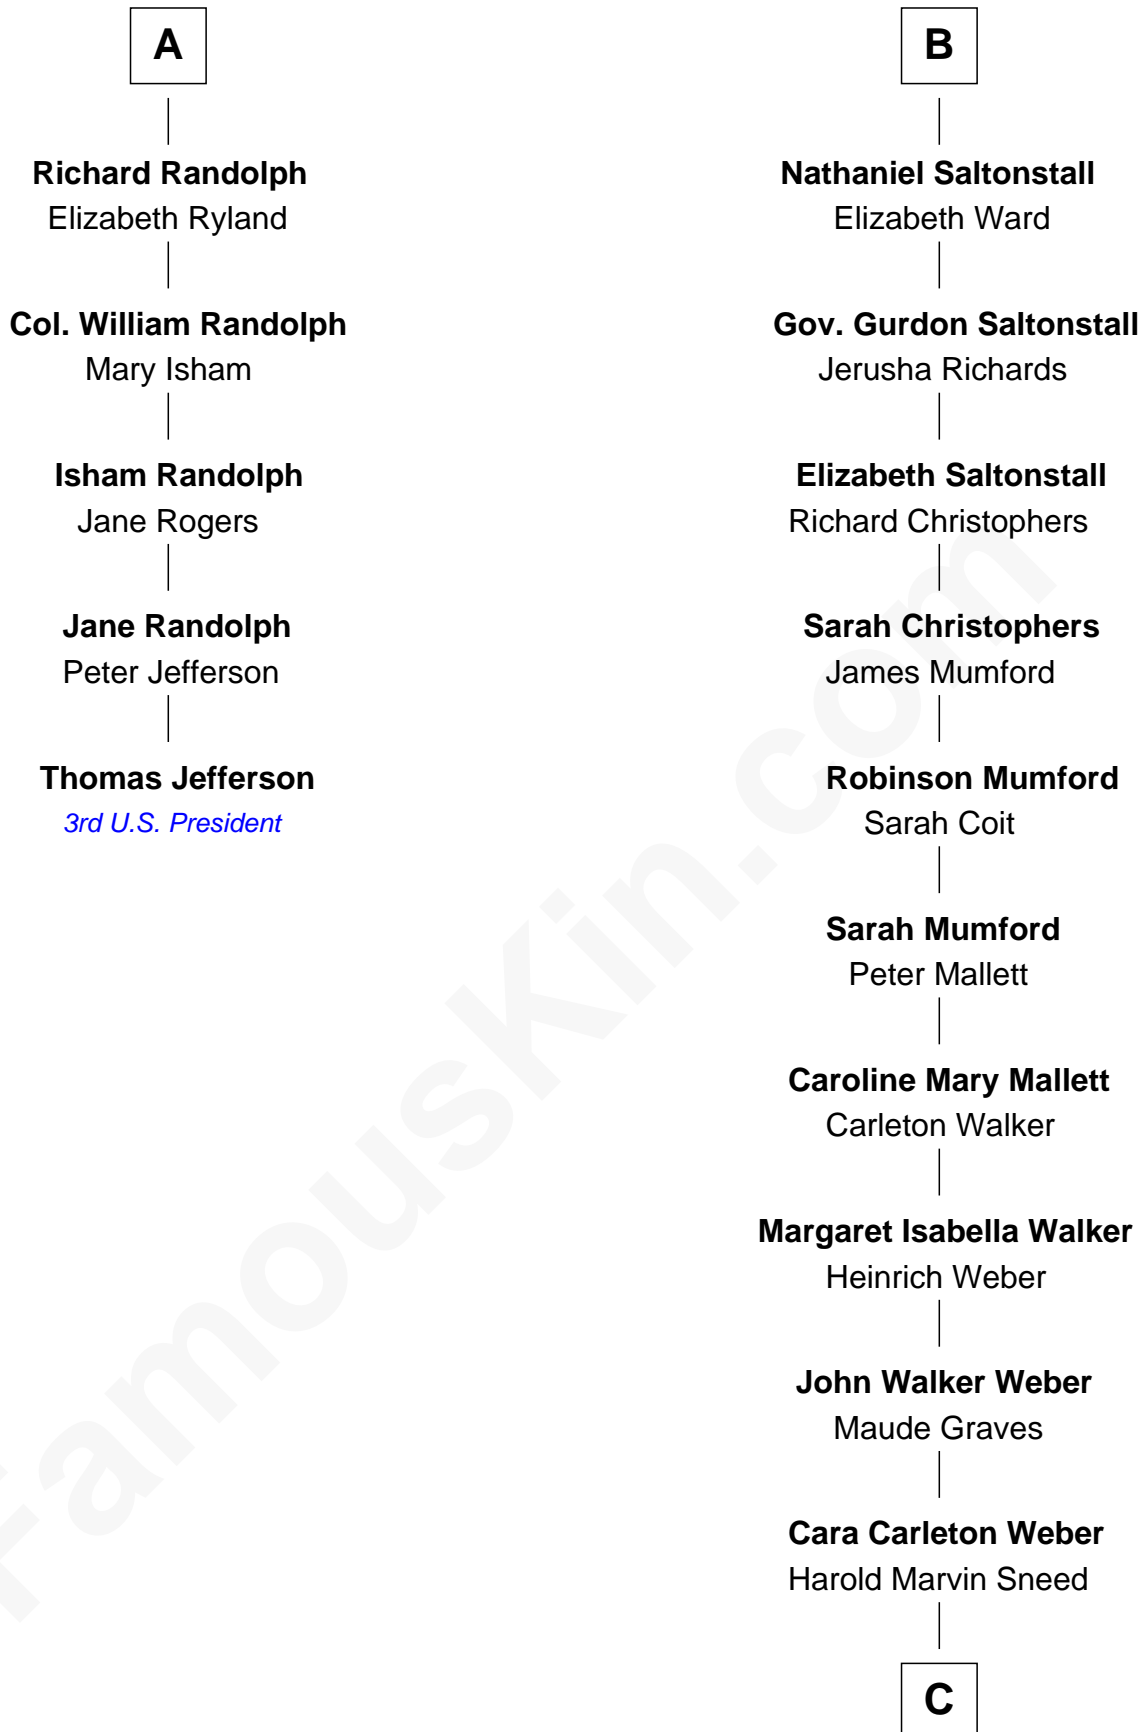 A
Richard Randolph
Elizabeth Ryland
Col. William Randolph
Mary Isham
Isham Randolph
Jane Rogers
Jane Randolph
Peter Jefferson
Thomas Jefferson
3rd U.S. President
B
Nathaniel Saltonstall
Elizabeth Ward
Gov. Gurdon Saltonstall
Jerusha Richards
Elizabeth Saltonstall
Richard Christophers
Sarah Christophers
James Mumford
Robinson Mumford
Sarah Coit
Sarah Mumford
Peter Mallett
Caroline Mary Mallett
Carleton Walker
Margaret Isabella Walker
Heinrich Weber
John Walker Weber
Maude Graves
Cara Carleton Weber
Harold Marvin Sneed
C
FamousKin.com